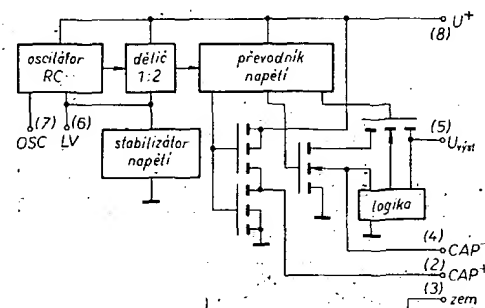 U⁺
(8)
oscilátor
RC
dělič
1:2
převodník
napětí
(7)
OSC
(6)
LV
stabilizátor
napětí
(5)
Uvýst
logika
(4)
CAP⁻
(2)
CAP⁺
(3)
zem